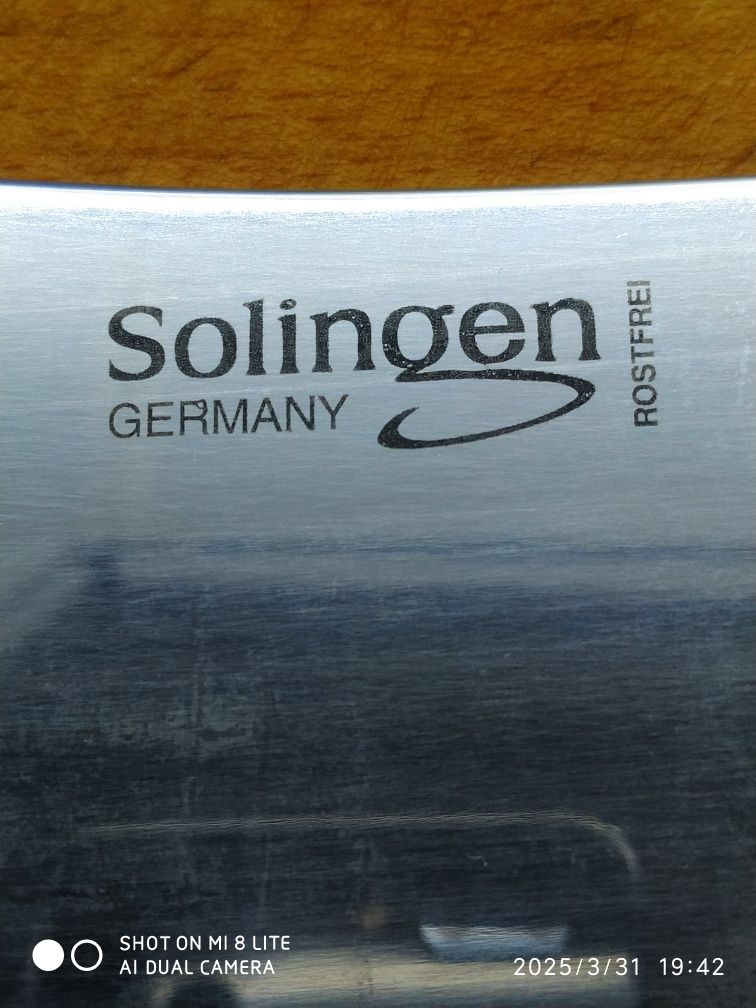 Solingen
GERMANY
ROSTFREI
SHOT ON MI 8 LITE
AI DUAL CAMERA
2025/3/31 19:42